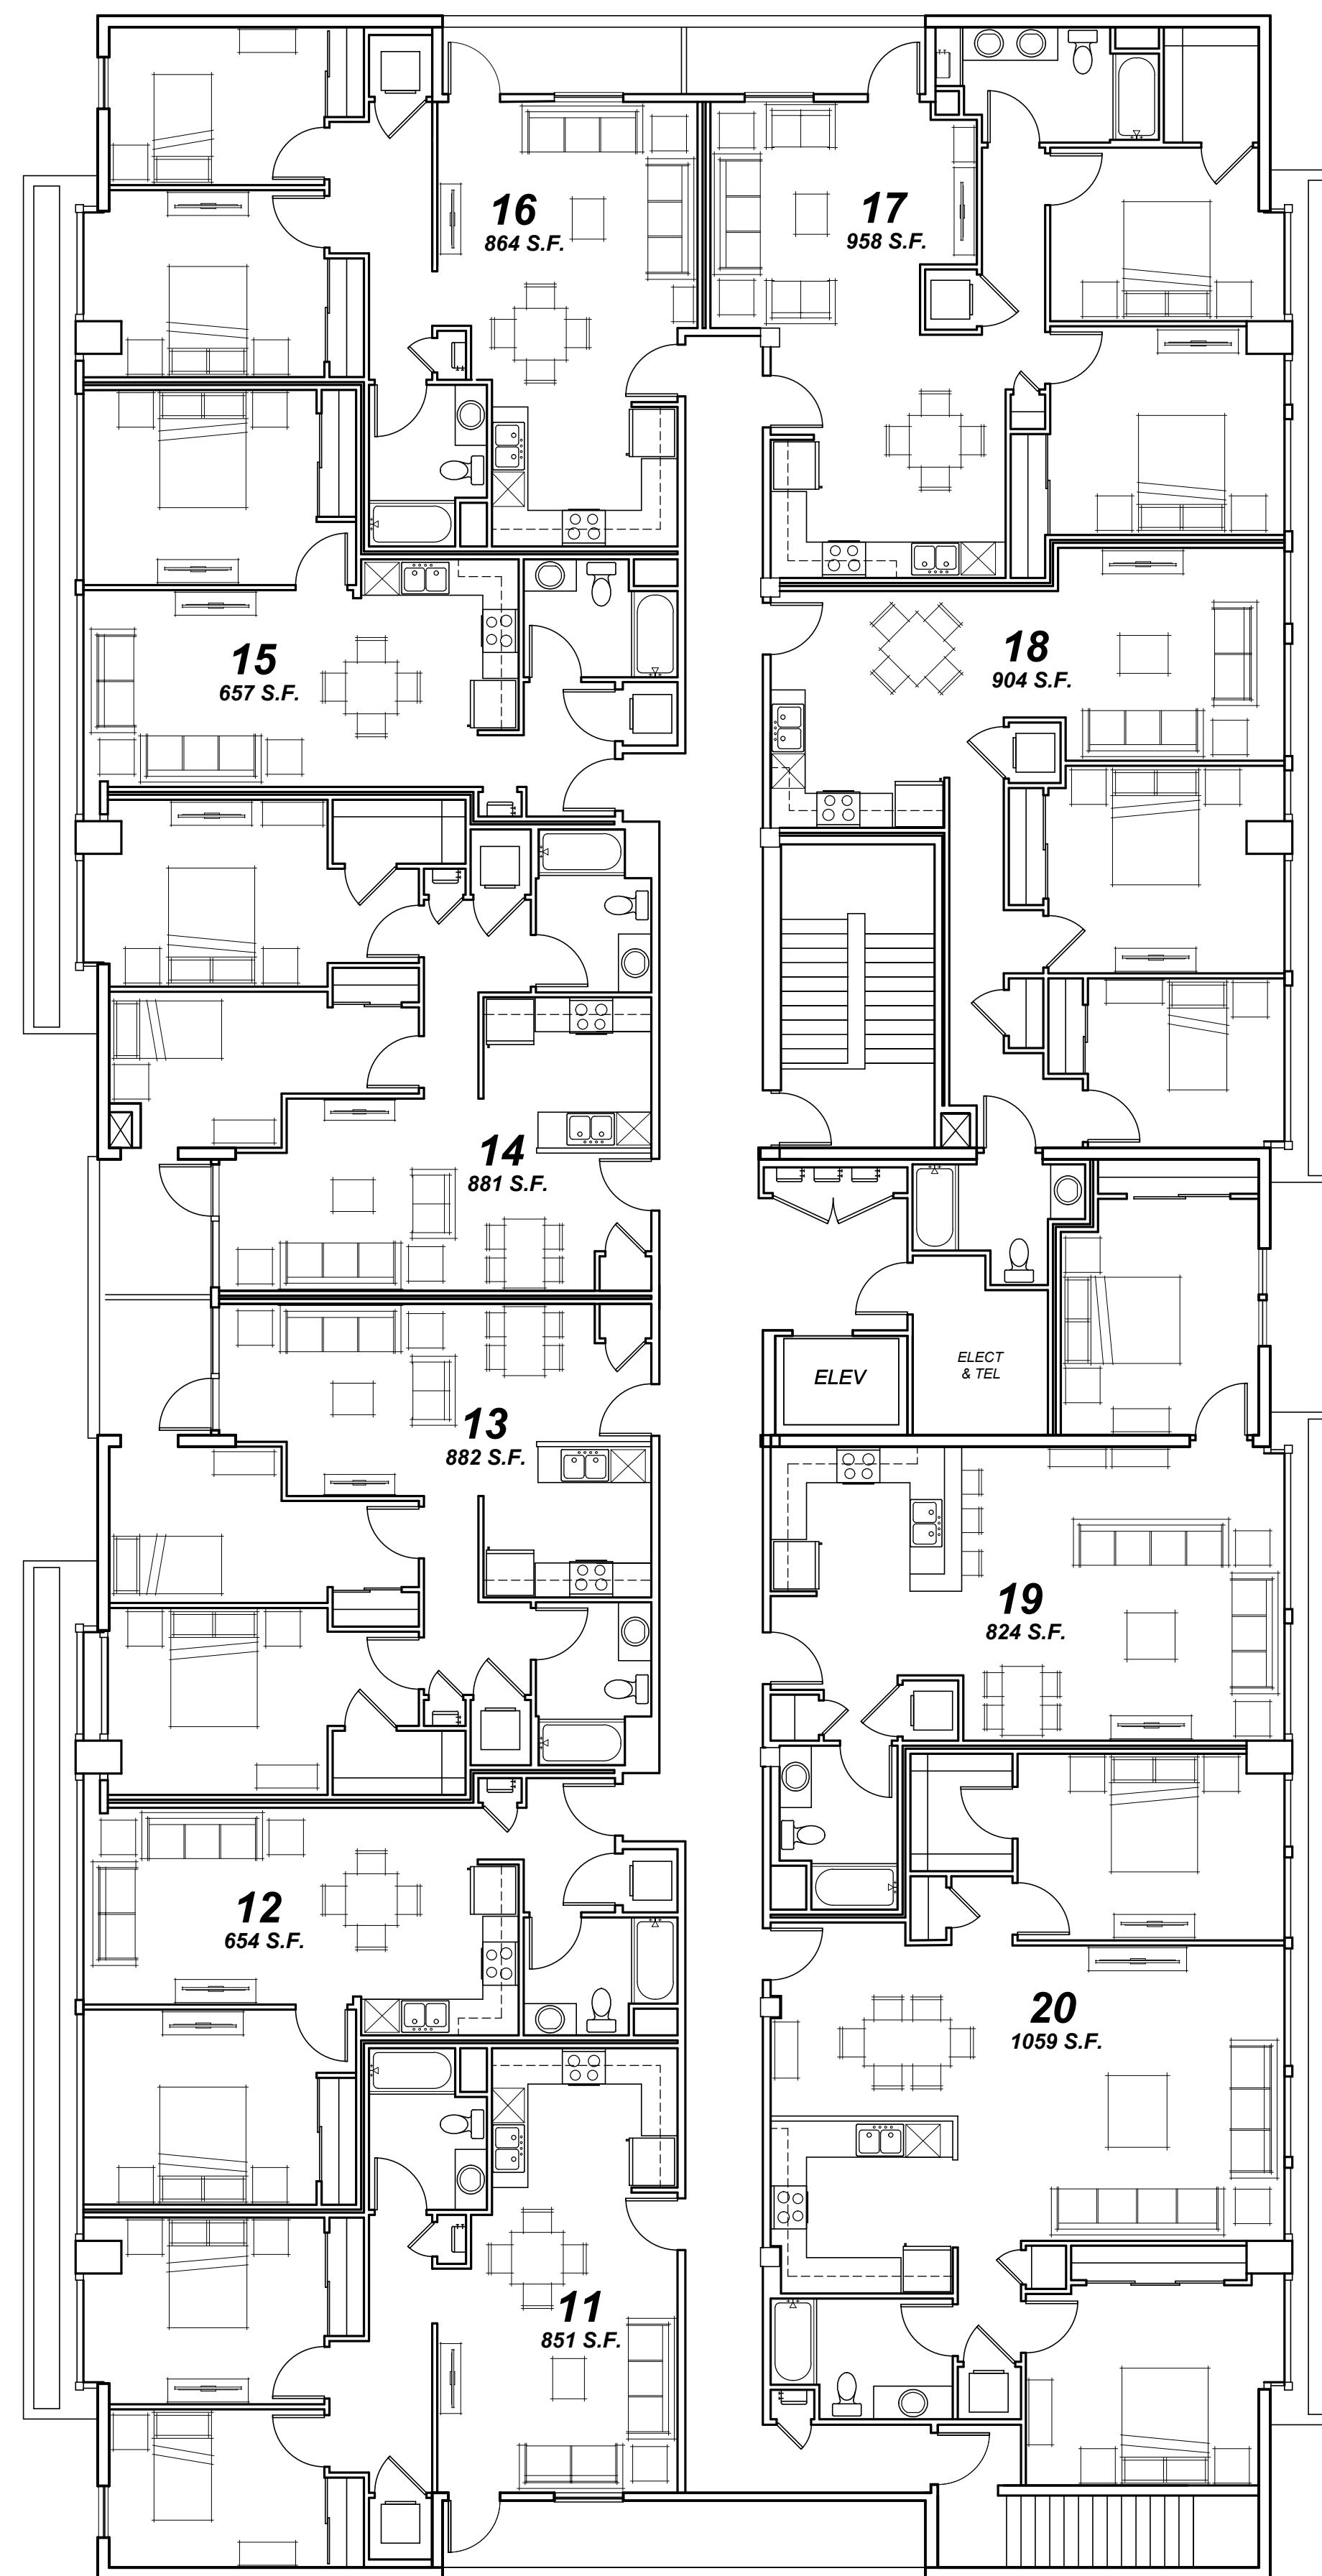 16
864 S.F.
17
958 S.F.
15
657 S.F.
18
904 S.F.
14
881 S.F.
ELEV
ELECT
& TEL
13
882 S.F.
19
824 S.F.
12
654 S.F.
20
1059 S.F.
11
851 S.F.